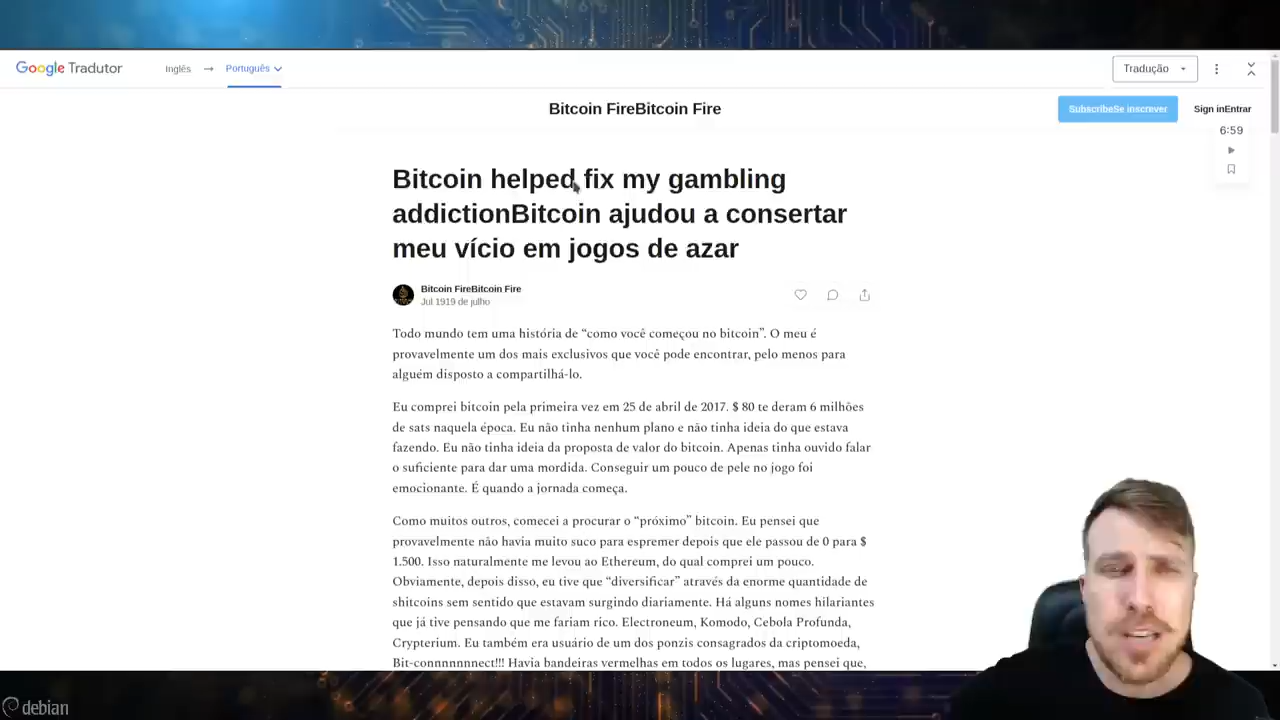 Google Tradutor
Inglês → Português
Tradução
Bitcoin FireBitcoin Fire
SubscribeSe inscrever
Sign inEntrar
6:59
Bitcoin helped fix my gambling
addictionBitcoin ajudou a consertar
meu vício em jogos de azar
Bitcoin FireBitcoin Fire
Jul 1919 de julho
Todo mundo tem uma história de “como você começou no bitcoin”. O meu é
provavelmente um dos mais exclusivos que você pode encontrar, pelo menos para
alguém disposto a compartilhá-lo.
Eu comprei bitcoin pela primeira vez em 25 de abril de 2017. $ 80 te deram 6 milhões
de sats naquela época. Eu não tinha nenhum plano e não tinha ideia do que estava
fazendo. Eu não tinha ideia da proposta de valor do bitcoin. Apenas tinha ouvido falar
o suficiente para dar uma mordida. Conseguir um pouco de pele no jogo foi
emocionante. É quando a jornada começa.
Como muitos outros, comecei a procurar o “próximo” bitcoin. Eu pensei que
provavelmente não havia muito suco para espremer depois que ele passou de 0 para $
1.500. Isso naturalmente me levou ao Ethereum, do qual comprei um pouco.
Obviamente, depois disso, eu tive que “diversificar” através da enorme quantidade de
shitcoins sem sentido que estavam surgindo diariamente. Há alguns nomes hilariantes
que já tive pensando que me fariam rico. Electroneum, Komodo, Cebola Profunda,
Crypterium. Eu também era usuário de um dos ponzis consagrados da criptomoeda,
Bit-connnnnnnect!!! Havia bandeiras vermelhas em todos os lugares, mas pensei que,
debian